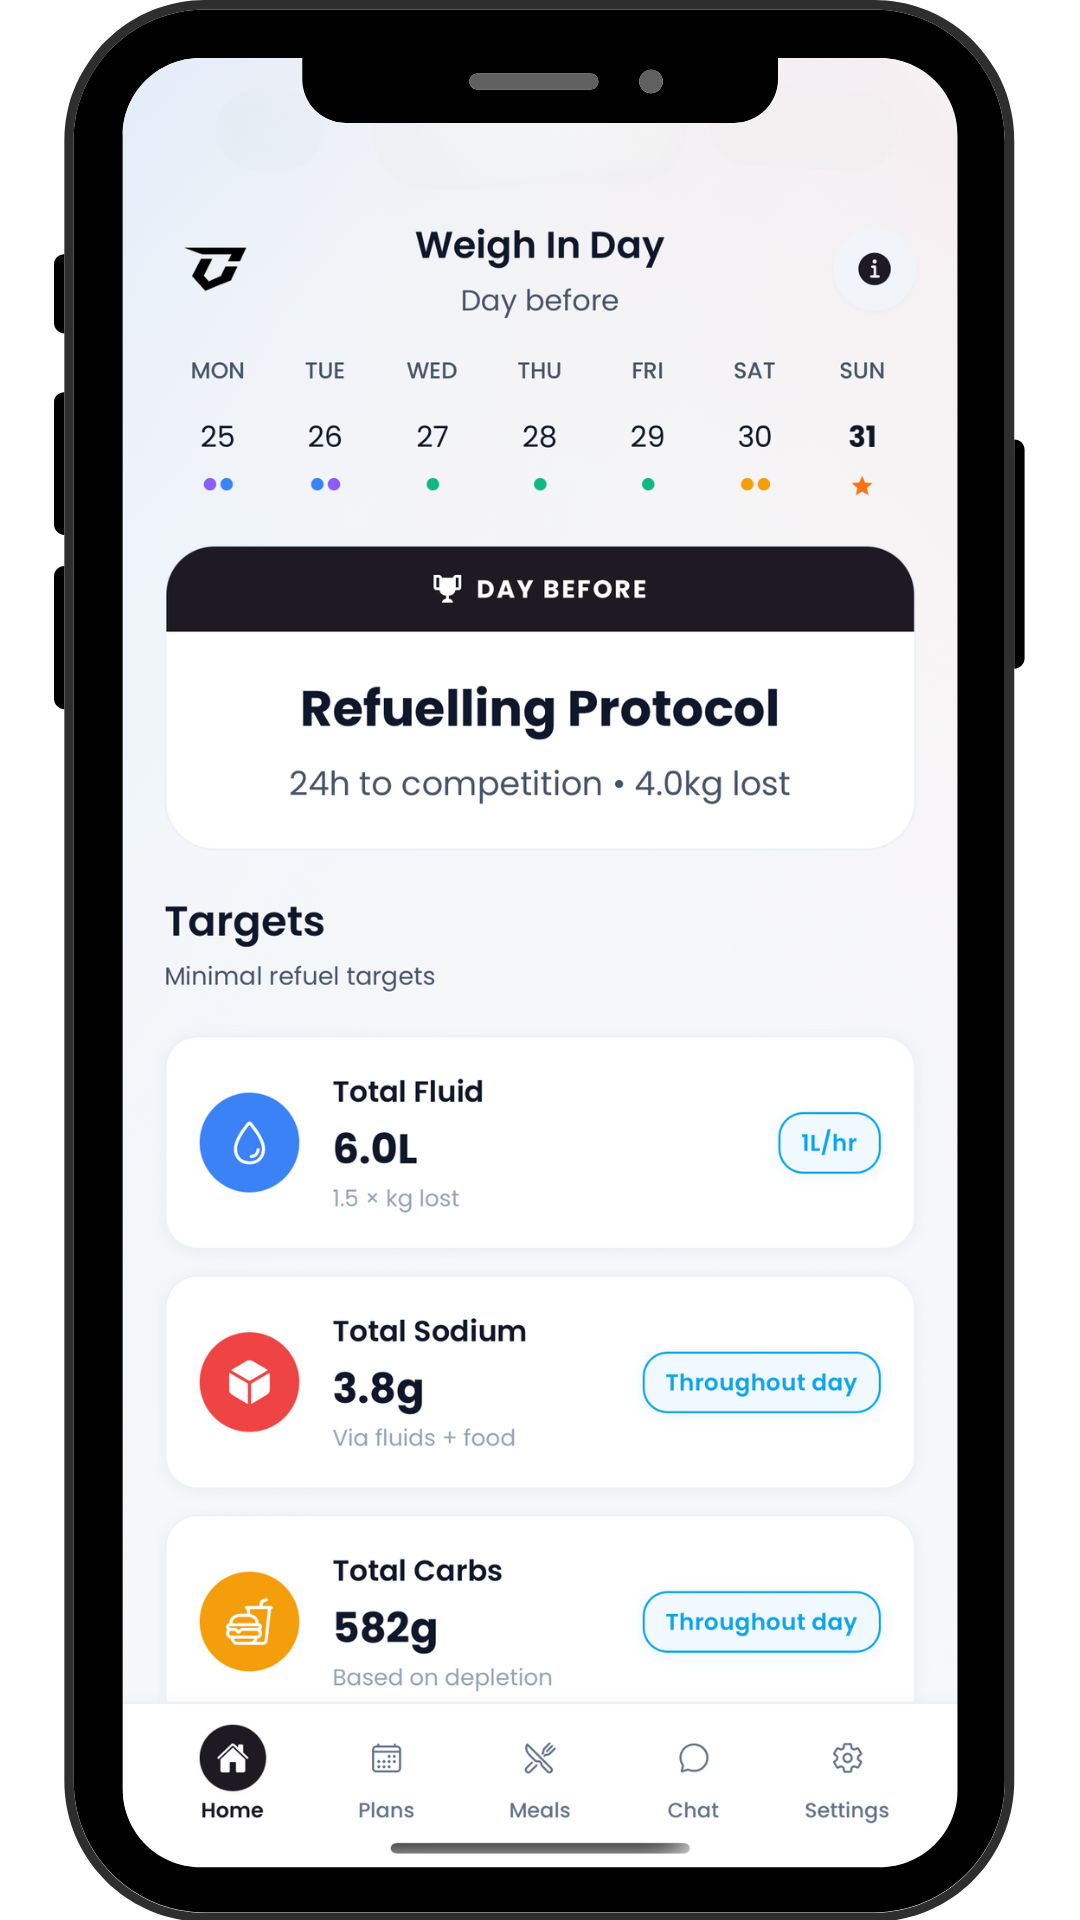 Weigh In Day
Day before
MON TUE WED THU FRI SAT SUN
25 26 27 28 29 30 31
DAY BEFORE
Refuelling Protocol
24h to competition • 4.0kg lost
Targets
Minimal refuel targets
Total Fluid
6.0L
1L/hr
1.5 × kg lost
Total Sodium
3.8g
Throughout day
Via fluids + food
Total Carbs
582g
Throughout day
Based on depletion
Home Plans Meals Chat Settings